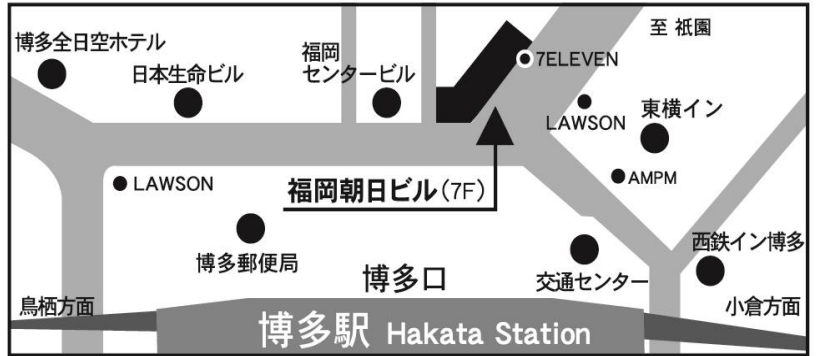 至 祇園
博多全日空ホテル
福岡
センタービル
7ELEVEN
日本生命ビル
東横イン
LAWSON
LAWSON
福岡朝日ビル(7F)
AMPM
西鉄イン博多
博多郵便局
博多口
交通センター
鳥栖方面
小倉方面
博多駅 Hakata Station